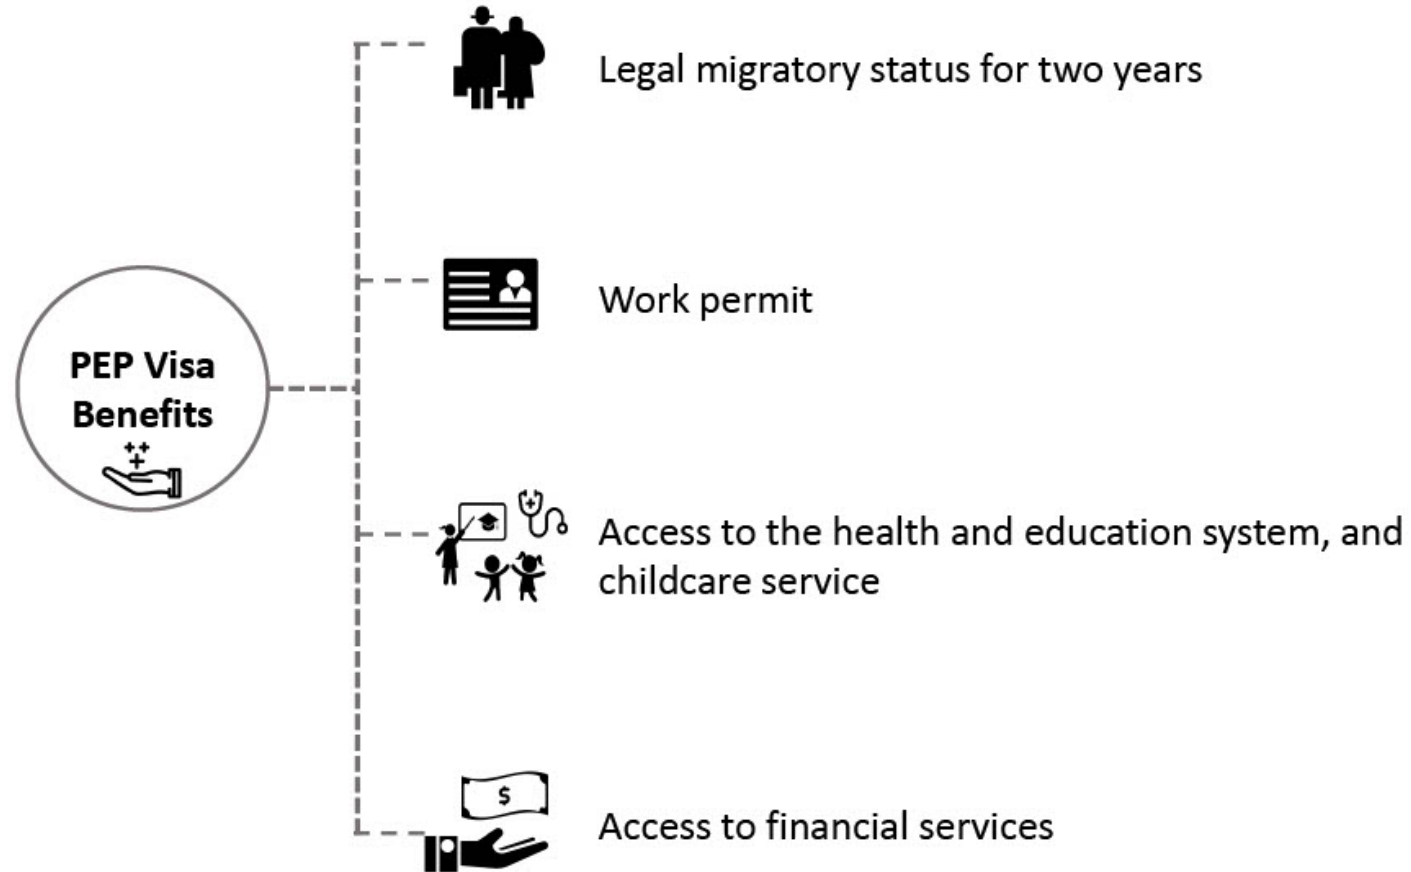 Legal migratory status for two years
Work permit
PEP Visa
Benefits
Access to the health and education system, and
childcare service
$
Access to financial services